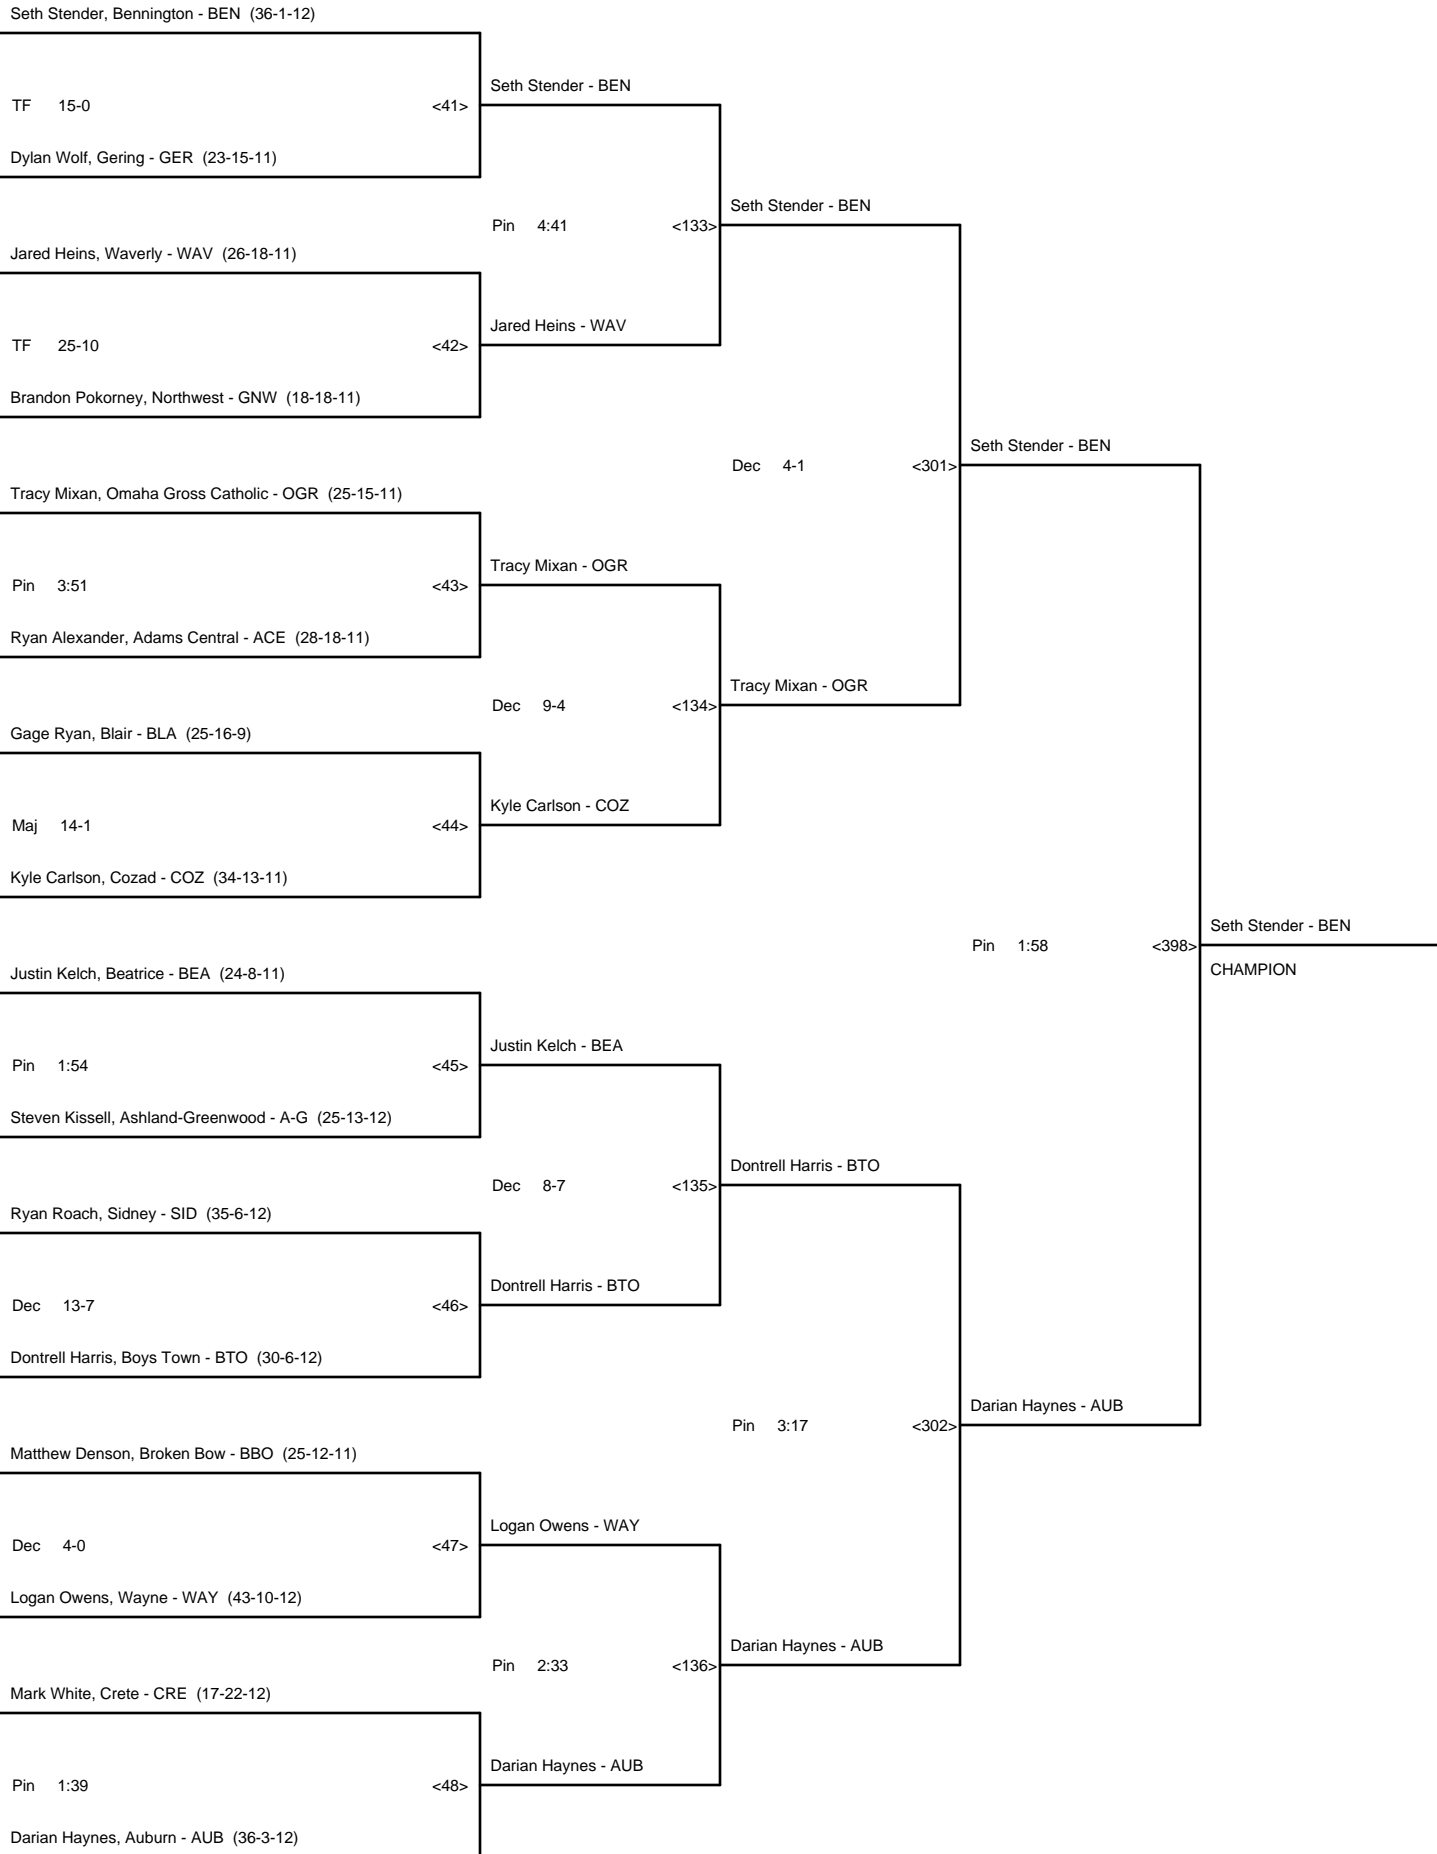 Seth Stender, Bennington - BEN (36-1-12)
Seth Stender - BEN
TF 15-0 <41>
Dylan Wolf, Gering - GER (23-15-11)
Seth Stender - BEN
Pin 4:41 <133>
Jared Heins, Waverly - WAV (26-18-11)
Jared Heins - WAV
TF 25-10 <42>
Brandon Pokorney, Northwest - GNW (18-18-11)
Seth Stender - BEN
Dec 4-1 <301>
Tracy Mixan, Omaha Gross Catholic - OGR (25-15-11)
Tracy Mixan - OGR
Pin 3:51 <43>
Ryan Alexander, Adams Central - ACE (28-18-11)
Tracy Mixan - OGR
Dec 9-4 <134>
Gage Ryan, Blair - BLA (25-16-9)
Kyle Carlson - COZ
Maj 14-1 <44>
Kyle Carlson, Cozad - COZ (34-13-11)
Seth Stender - BEN
Pin 1:58 <398>
CHAMPION
Justin Kelch, Beatrice - BEA (24-8-11)
Justin Kelch - BEA
Pin 1:54 <45>
Steven Kissell, Ashland-Greenwood - A-G (25-13-12)
Dontrell Harris - BTO
Dec 8-7 <135>
Ryan Roach, Sidney - SID (35-6-12)
Dontrell Harris - BTO
Dec 13-7 <46>
Dontrell Harris, Boys Town - BTO (30-6-12)
Darian Haynes - AUB
Pin 3:17 <302>
Matthew Denson, Broken Bow - BBO (25-12-11)
Logan Owens - WAY
Dec 4-0 <47>
Logan Owens, Wayne - WAY (43-10-12)
Darian Haynes - AUB
Pin 2:33 <136>
Mark White, Crete - CRE (17-22-12)
Darian Haynes - AUB
Pin 1:39 <48>
Darian Haynes, Auburn - AUB (36-3-12)